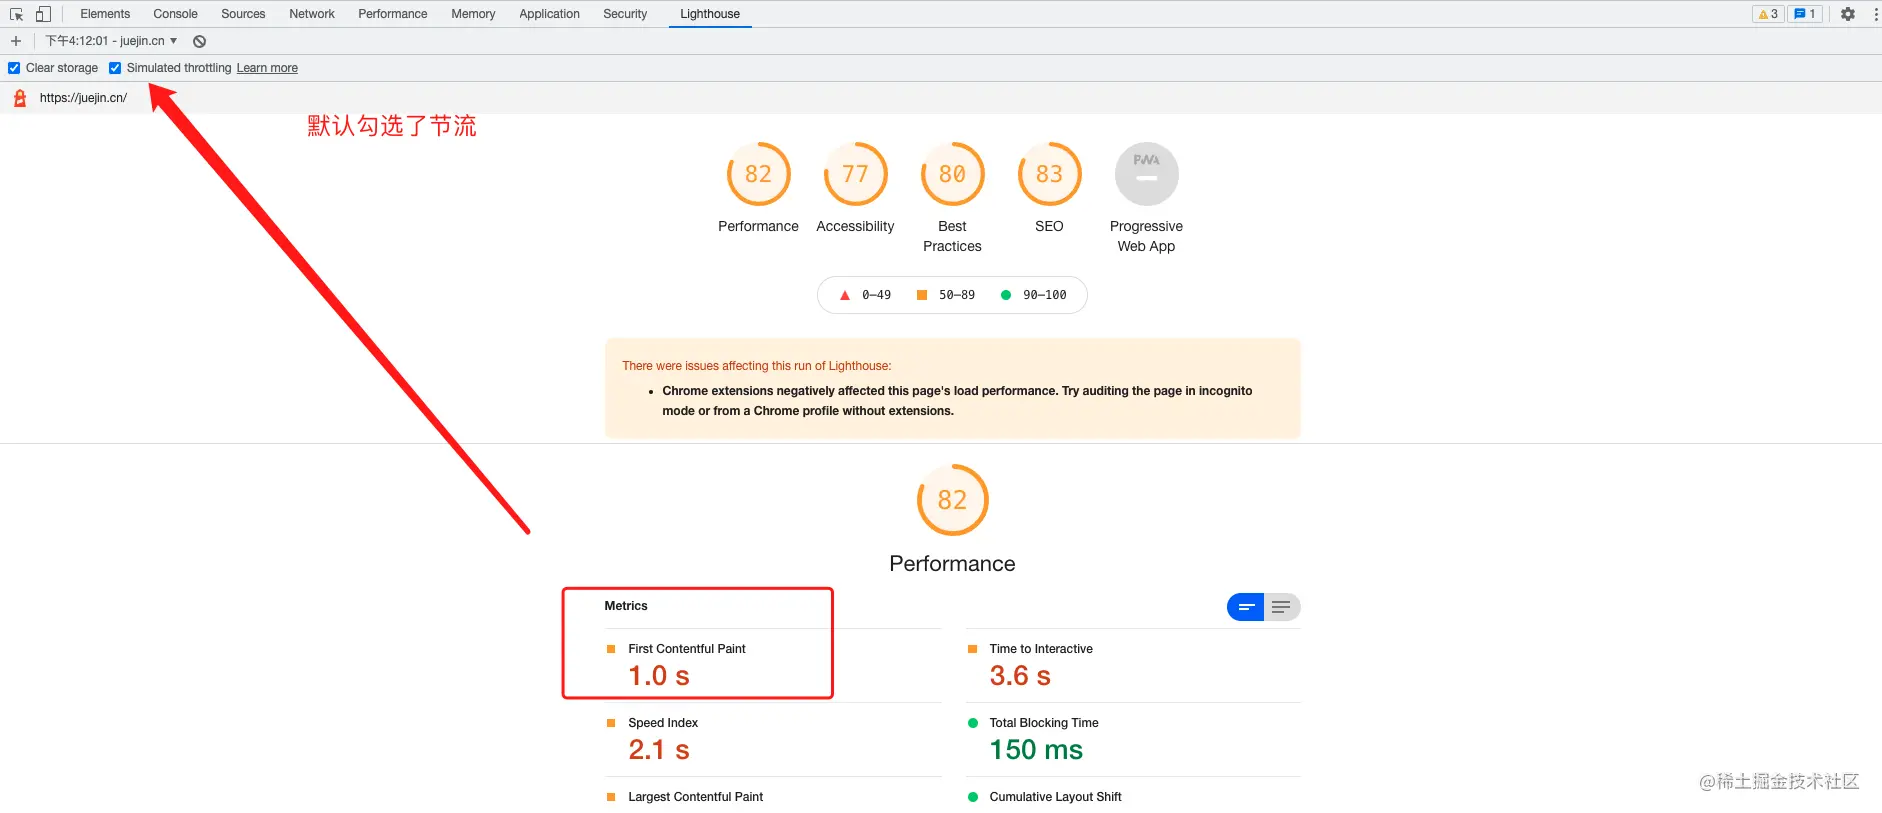 Elements Console Sources Network Performance Memory Application Security Lighthouse 3 1
下午4:12:01 - juejin.cn
Clear storage Simulated throttling Learn more
https://juejin.cn/
默认勾选了节流
82 77 80 83 PWA
Performance Accessibility Best Practices SEO Progressive Web App
0–49 50–89 90–100
There were issues affecting this run of Lighthouse:
• Chrome extensions negatively affected this page's load performance. Try auditing the page in incognito
mode or from a Chrome profile without extensions.
82
Performance
Metrics
First Contentful Paint
1.0 s
Time to Interactive
3.6 s
Speed Index
2.1 s
Total Blocking Time
150 ms
Largest Contentful Paint
Cumulative Layout Shift
@稀土掘金技术社区